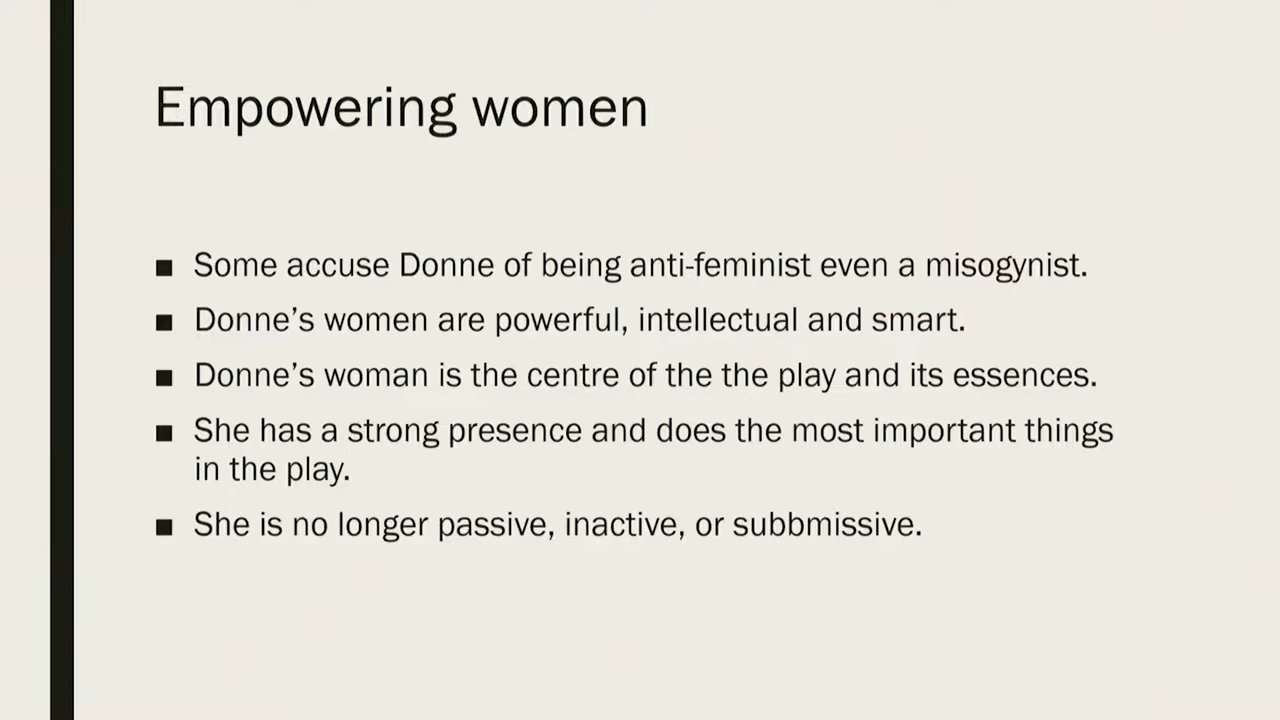 Empowering women
■ Some accuse Donne of being anti-feminist even a misogynist.
■ Donne’s women are powerful, intellectual and smart.
■ Donne’s woman is the centre of the the play and its essences.
■ She has a strong presence and does the most important things
in the play.
■ She is no longer passive, inactive, or subbmissive.